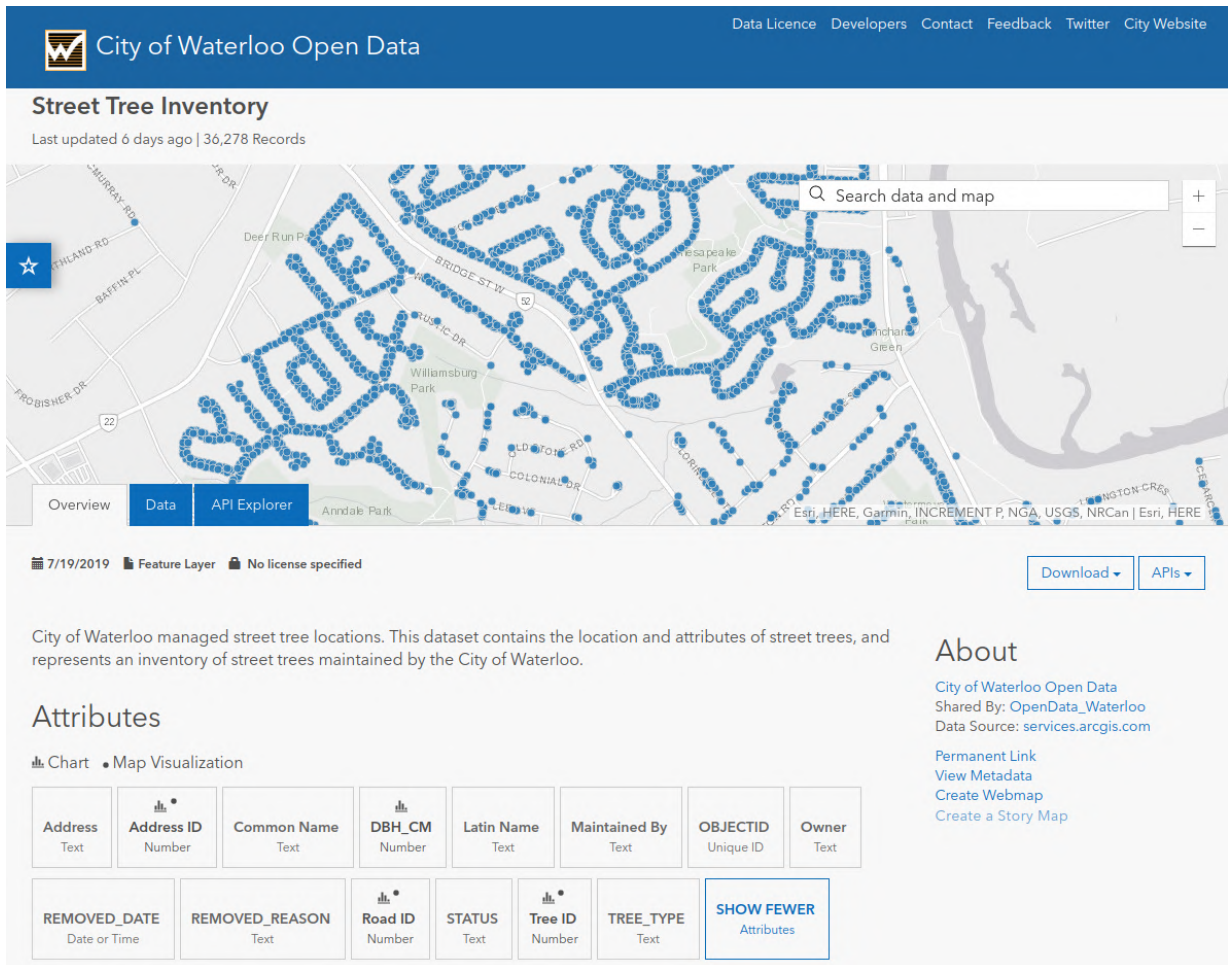 Data Licence Developers Contact Feedback Twitter City Website
City of Waterloo Open Data
Street Tree Inventory
Last updated 6 days ago | 36,278 Records
Search data and map
+
−
DR
Deer Run
BAFFIN PL
BRIDGE ST W
52
Park
RUSTIC DR
Green
Williamsburg
Park
FROBISHER DR
22
COLONIAL DR
Anndale Park
Overview
Data
API Explorer
Esri, HERE, Garmin, INCREMENT P, NGA, USGS, NRCan | Esri, HERE
7/19/2019 Feature Layer No license specified
Download
APIs
City of Waterloo managed street tree locations. This dataset contains the location and attributes of street trees, and
represents an inventory of street trees maintained by the City of Waterloo.
About
City of Waterloo Open Data
Shared By: OpenData_Waterloo
Data Source: services.arcgis.com
Permanent Link
View Metadata
Create Webmap
Create a Story Map
Attributes
Chart • Map Visualization
Address
Text
Address ID
Number
Common Name
Text
DBH_CM
Number
Latin Name
Text
Maintained By
Text
OBJECTID
Unique ID
Owner
Text
REMOVED_DATE
Date or Time
REMOVED_REASON
Text
Road ID
Number
STATUS
Text
Tree ID
Number
TREE_TYPE
Text
SHOW FEWER
Attributes